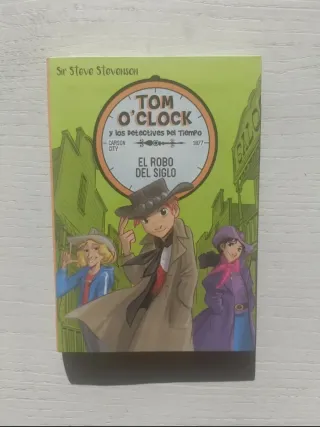 Sir Steve Stevenson
TOM
O'CLOCK
y los Detectives del Tiempo
CARSON
CITY
1877
EL ROBO
DEL SIGLO